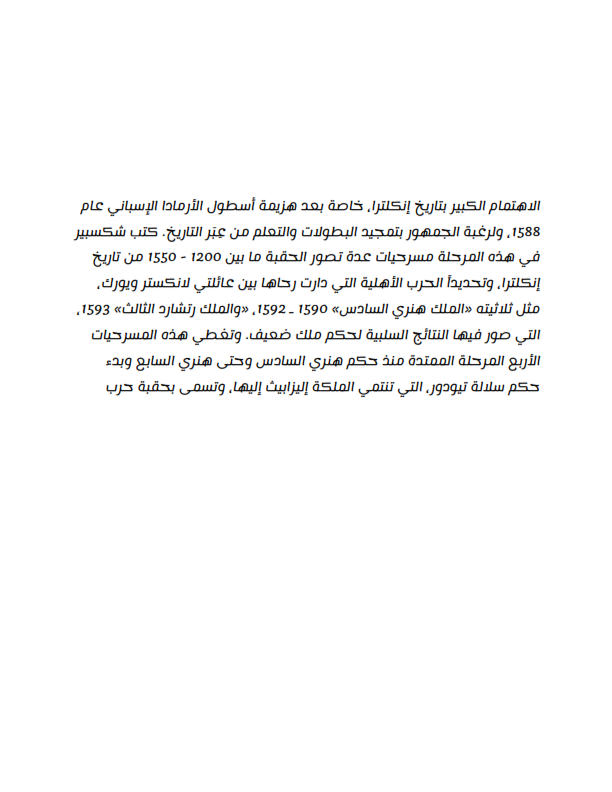 الاهتمام الكبير بتاريخ إنكلترا، خاصة بعد هزيمة أسطول الأرمادا الإسباني عام
1588، ولرغبة الجمهور بتمجيد البطولات والتعلم من عِبَر التاريخ. كتب شكسبير
في هذه المرحلة مسرحيات عدة تصور الحقبة ما بين 1200 - 1550 من تاريخ
إنكلترا، وتحديداً الحرب الأهلية التي دارت رحاها بين عائلتي لانكستر ويورك،
مثل ثلاثيته «الملك هنري السادس» 1590 ـ 1592، «والملك رتشارد الثالث» 1593،
التي صور فيها النتائج السلبية لحكم ملك ضعيف. وتغطي هذه المسرحيات
الأربع المرحلة الممتدة منذ حكم هنري السادس وحتى هنري السابع وبدء
حكم سلالة تيودور، التي تنتمي الملكة إليزابيث إليها، وتسمى بحقبة حرب